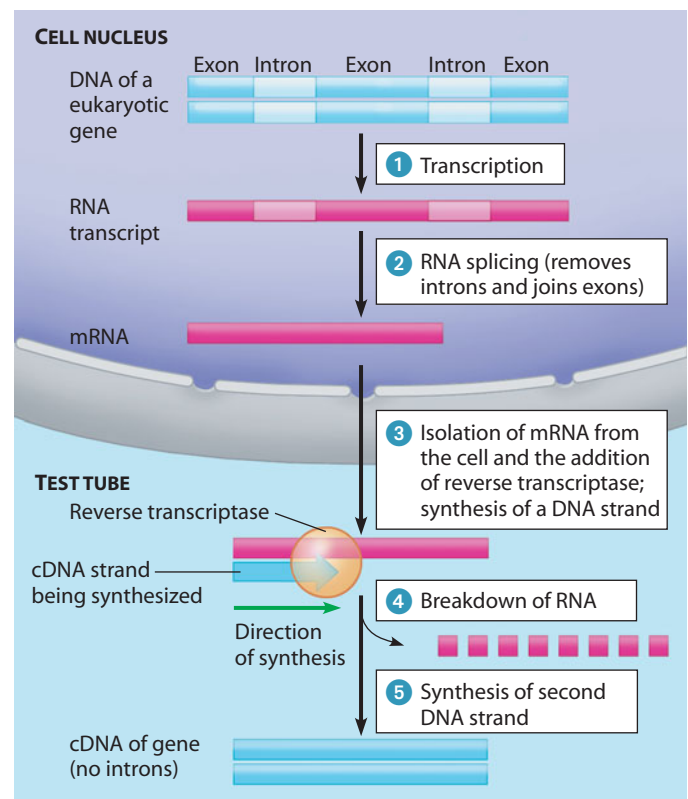 CELL NUCLEUS
Exon Intron Exon Intron Exon
DNA of a
eukaryotic
gene
1 Transcription
RNA
transcript
2 RNA splicing (removes
introns and joins exons)
mRNA
3 Isolation of mRNA from
the cell and the addition
of reverse transcriptase;
synthesis of a DNA strand
TEST TUBE
Reverse transcriptase
cDNA strand
being synthesized
4 Breakdown of RNA
Direction
of synthesis
5 Synthesis of second
DNA strand
cDNA of gene
(no introns)